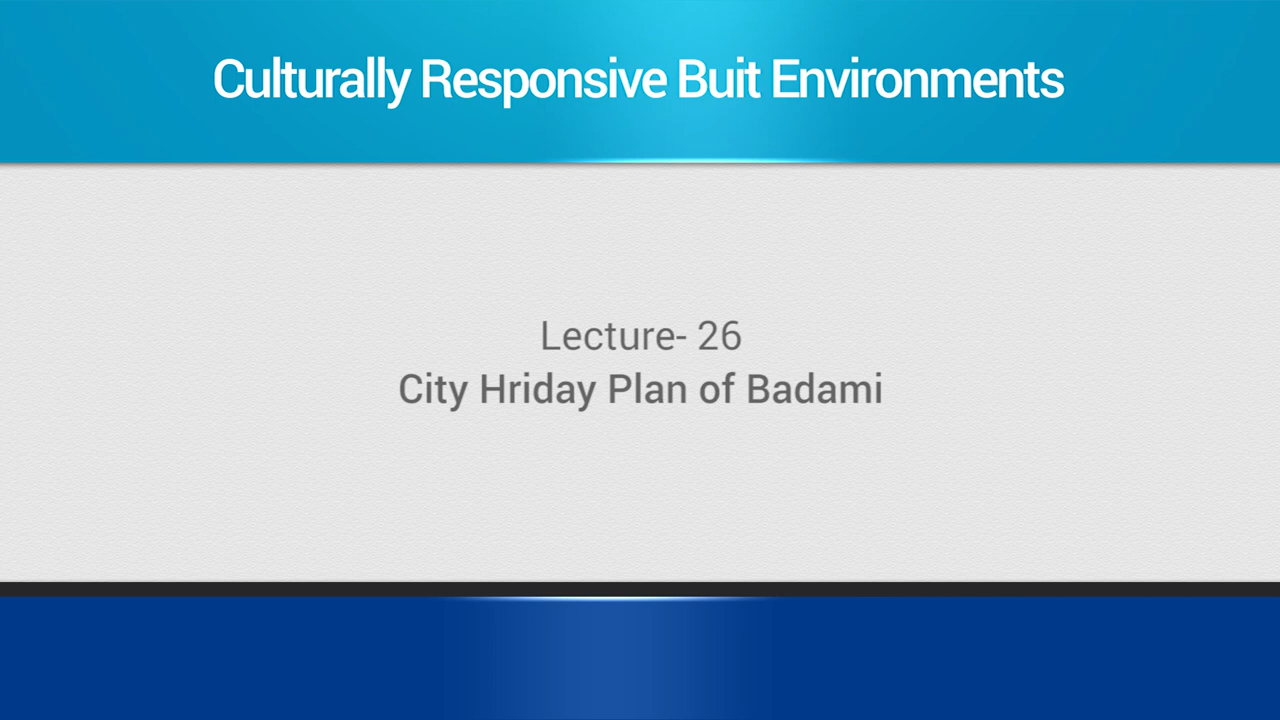 Culturally Responsive Buit Environments
Lecture- 26
City Hriday Plan of Badami